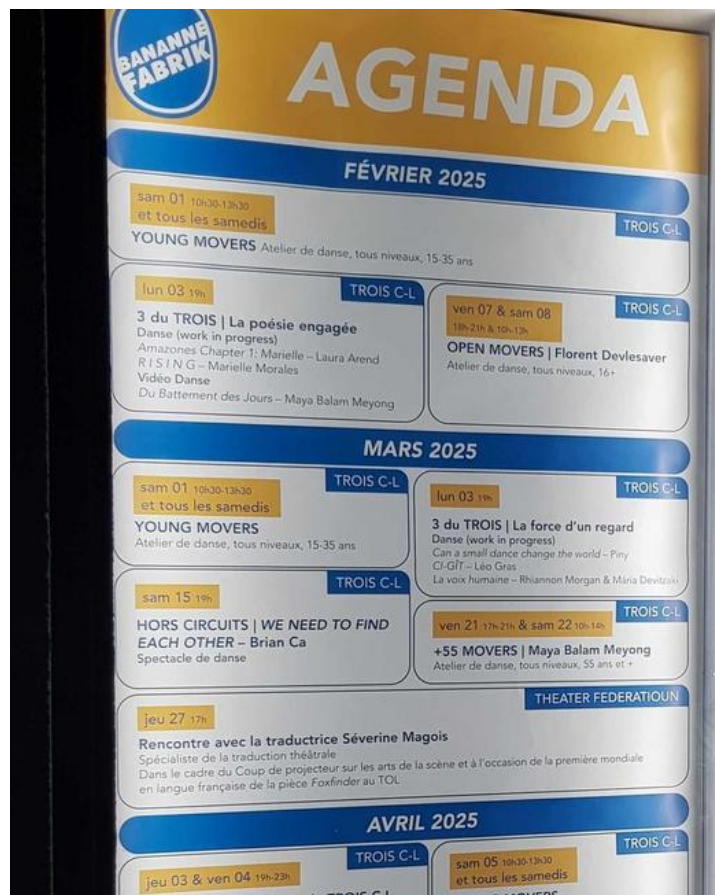 BANANNE
FABRIK
AGENDA
FÉVRIER 2025
sam 01 10h30-13h30
et tous les samedis
TROIS C-L
YOUNG MOVERS Atelier de danse, tous niveaux, 15-35 ans
lun 03 19h
TROIS C-L
3 du TROIS | La poésie engagée
Danse (work in progress)
Amazones Chapter 1: Marielle – Laura Arend
R I S I N G – Marielle Morales
Vidéo Danse
Du Battement des Jours – Maya Balam Meyong
ven 07 & sam 08
18h-21h & 10h-13h
TROIS C-L
OPEN MOVERS | Florent Devlesaver
Atelier de danse, tous niveaux, 16+
MARS 2025
sam 01 10h30-13h30
et tous les samedis
TROIS C-L
YOUNG MOVERS
Atelier de danse, tous niveaux, 15-35 ans
lun 03 19h
TROIS C-L
3 du TROIS | La force d'un regard
Danse (work in progress)
Can a small dance change the world – Piny
CI-GÎT – Léo Gras
La voix humaine – Rhiannon Morgan & Mária Devitzaki
sam 15 19h
TROIS C-L
HORS CIRCUITS | WE NEED TO FIND
EACH OTHER – Brian Ca
Spectacle de danse
ven 21 17h-21h & sam 22 10h-14h
TROIS C-L
+55 MOVERS | Maya Balam Meyong
Atelier de danse, tous niveaux, 55 ans et +
jeu 27 17h
THEATER FEDERATIOUN
Rencontre avec la traductrice Séverine Magois
Spécialiste de la traduction théâtrale
Dans le cadre du Coup de projecteur sur les arts de la scène et à l'occasion de la première mondiale
en langue française de la pièce Foxfinder au TOL
AVRIL 2025
jeu 03 & ven 04 19h-23h
TROIS C-L
sam 05 10h30-13h30
et tous les samedis
TROIS C-L